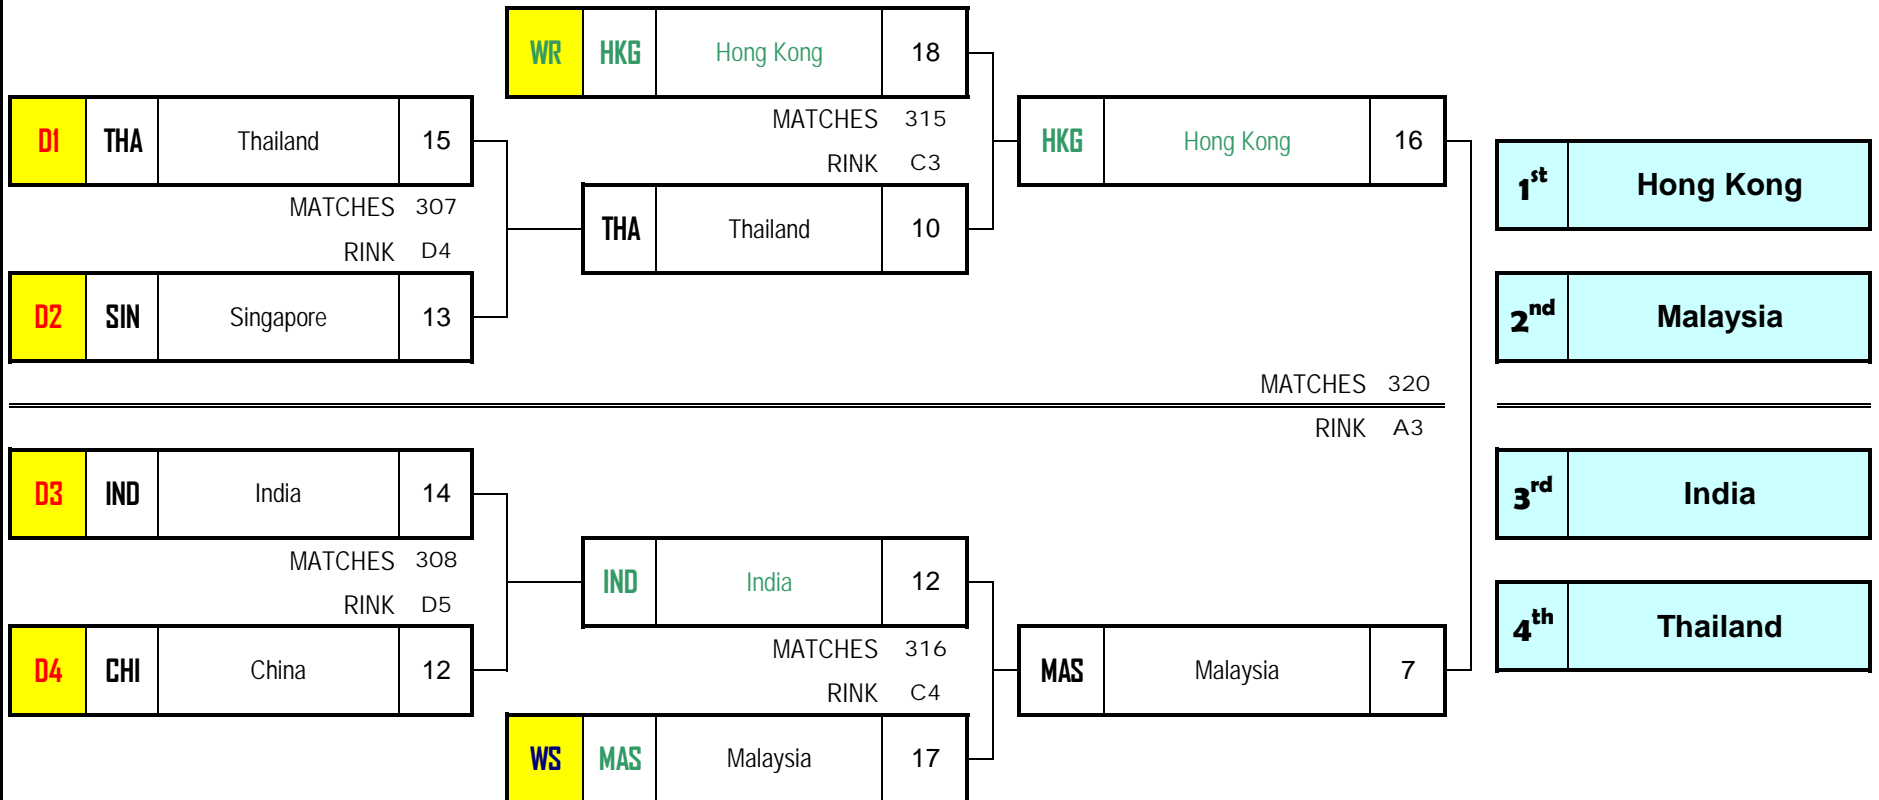 WR HKG Hong Kong 18
MATCHES 315
D1 THA Thailand 15
HKG Hong Kong 16
RINK C3
1st Hong Kong
MATCHES 307
THA Thailand 10
RINK D4
D2 SIN Singapore 13
2nd Malaysia
MATCHES 320
RINK A3
D3 IND India 14
3rd India
MATCHES 308
IND India 12
RINK D5
4th Thailand
MATCHES 316
D4 CHI China 12
MAS Malaysia 7
RINK C4
WS MAS Malaysia 17